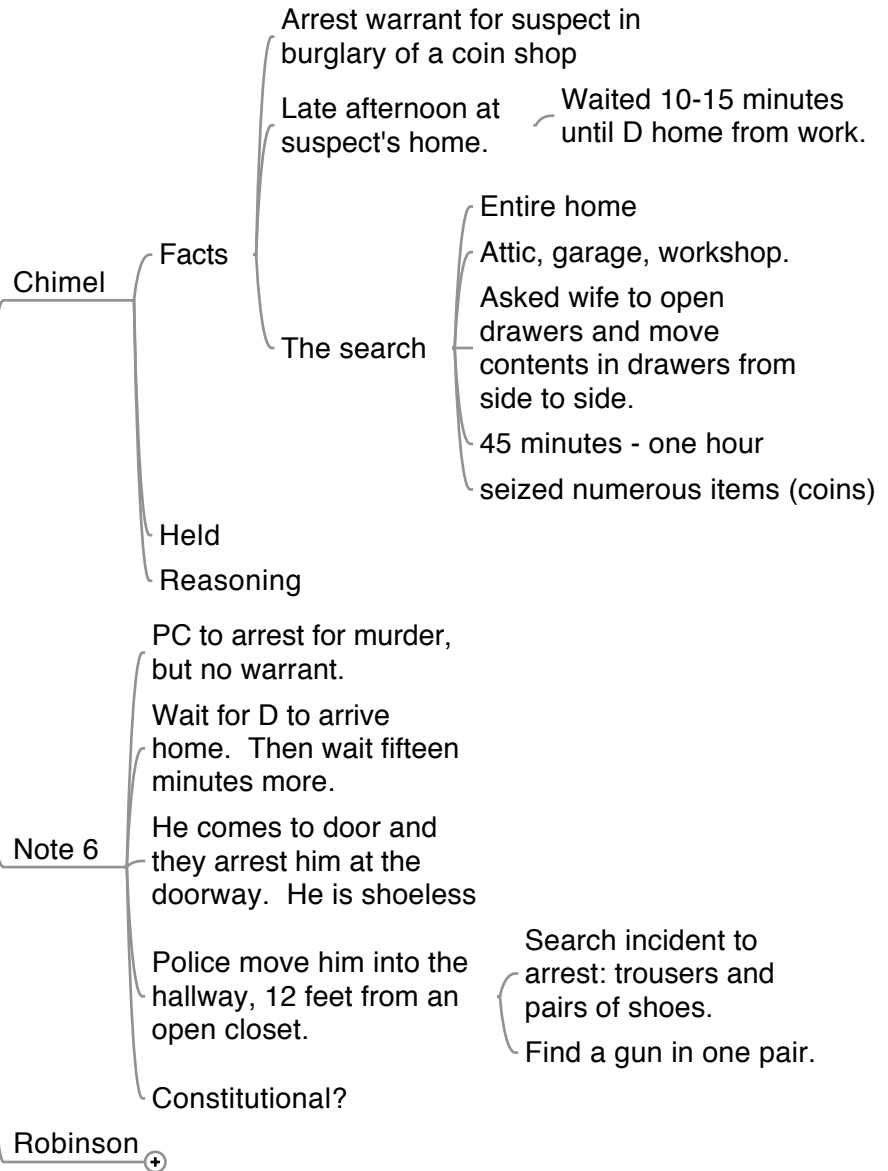 Arrest warrant for suspect in
burglary of a coin shop
Late afternoon at
suspect's home.
Waited 10-15 minutes
until D home from work.
Chimel
Facts
The search
Entire home
Attic, garage, workshop.
Asked wife to open
drawers and move
contents in drawers from
side to side.
45 minutes - one hour
seized numerous items (coins)
Held
Reasoning
Note 6
PC to arrest for murder,
but no warrant.
Wait for D to arrive
home.  Then wait fifteen
minutes more.
He comes to door and
they arrest him at the
doorway.  He is shoeless
Police move him into the
hallway, 12 feet from an
open closet.
Search incident to
arrest: trousers and
pairs of shoes.
Find a gun in one pair.
Constitutional?
Robinson